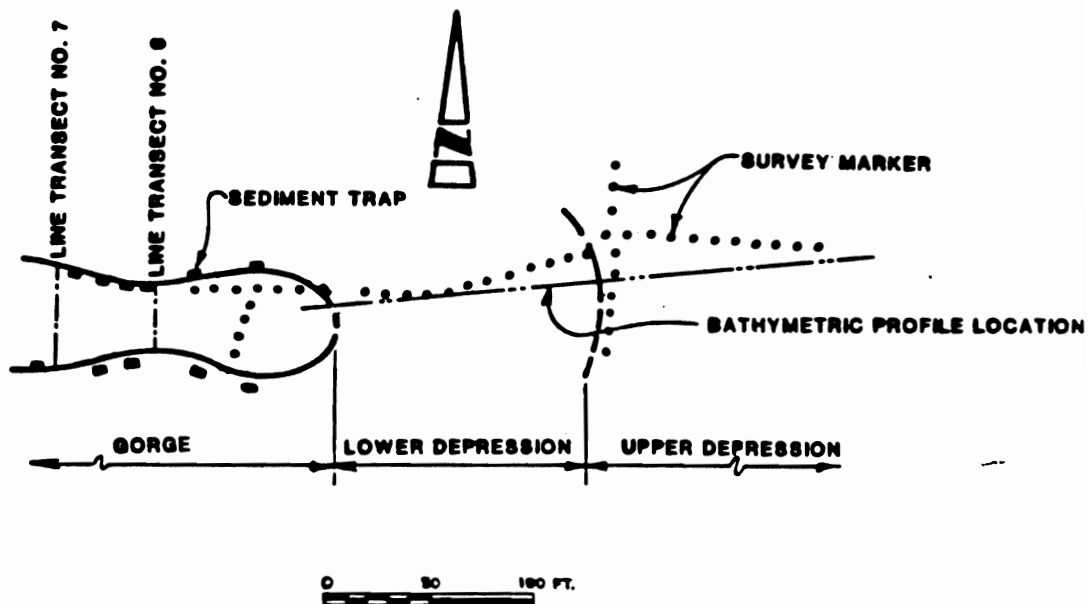 LINE TRANSECT NO. 7
LINE TRANSECT NO. 6
N
SURVEY MARKER
SEDIMENT TRAP
BATHYMETRIC PROFILE LOCATION
GORGE
LOWER DEPRESSION
UPPER DEPRESSION
0 50 100 FT.